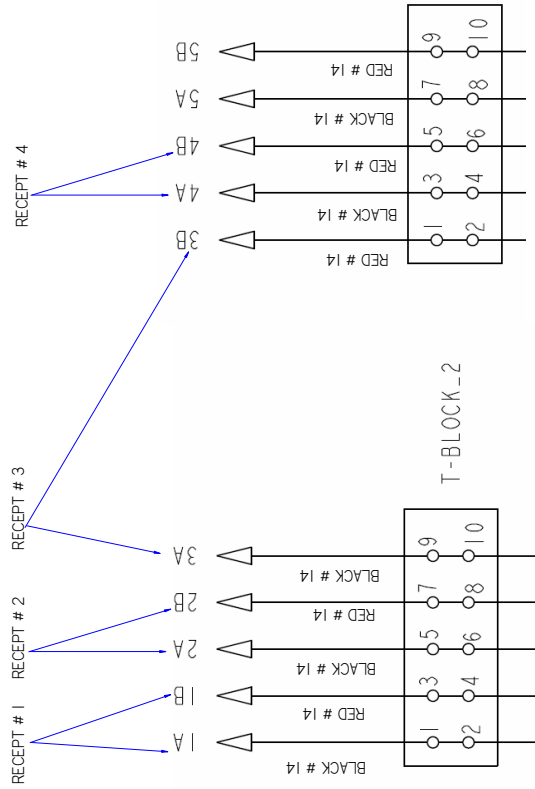 RECEPT # 4
5B
5A
4B
4A
3B
RED # 14
BLACK # 14
RED # 14
BLACK # 14
RED # 14
9 10
7 8
5 6
3 4
1 2
T-BLOCK_2
RECEPT # 3
RECEPT # 2
RECEPT # 1
3A
2B
2A
1B
1A
BLACK # 14
RED # 14
BLACK # 14
RED # 14
BLACK # 14
9 10
7 8
5 6
3 4
1 2